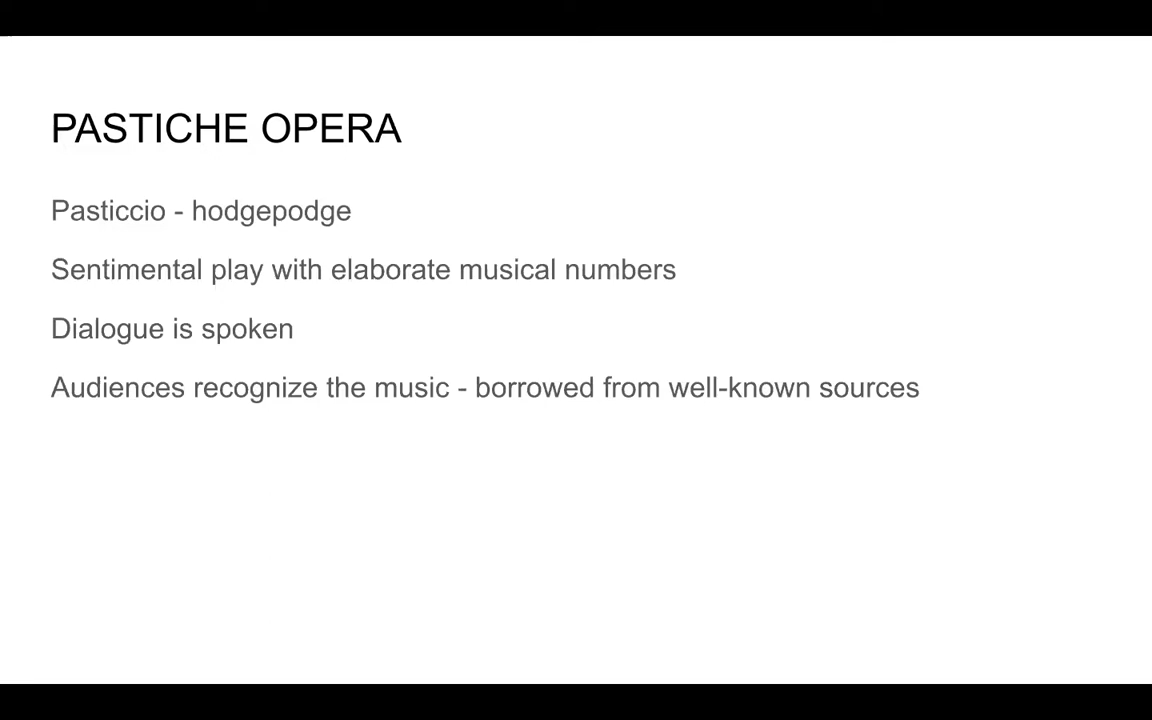 PASTICHE OPERA
Pasticcio - hodgepodge
Sentimental play with elaborate musical numbers
Dialogue is spoken
Audiences recognize the music - borrowed from well-known sources